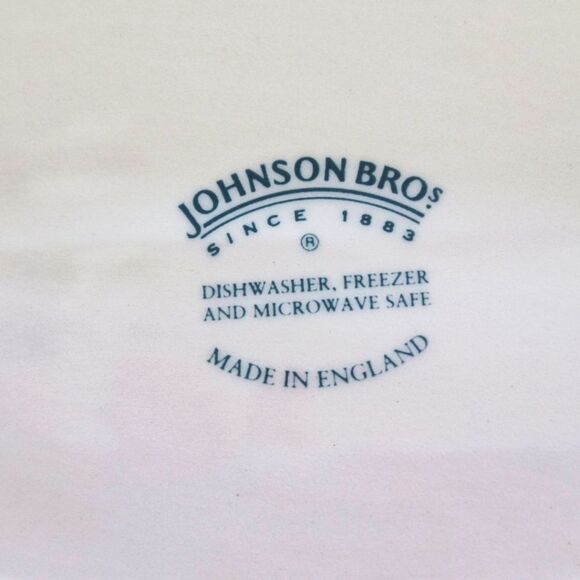 JOHNSON BROS.
SINCE 1883
®
DISHWASHER, FREEZER
AND MICROWAVE SAFE
MADE IN ENGLAND